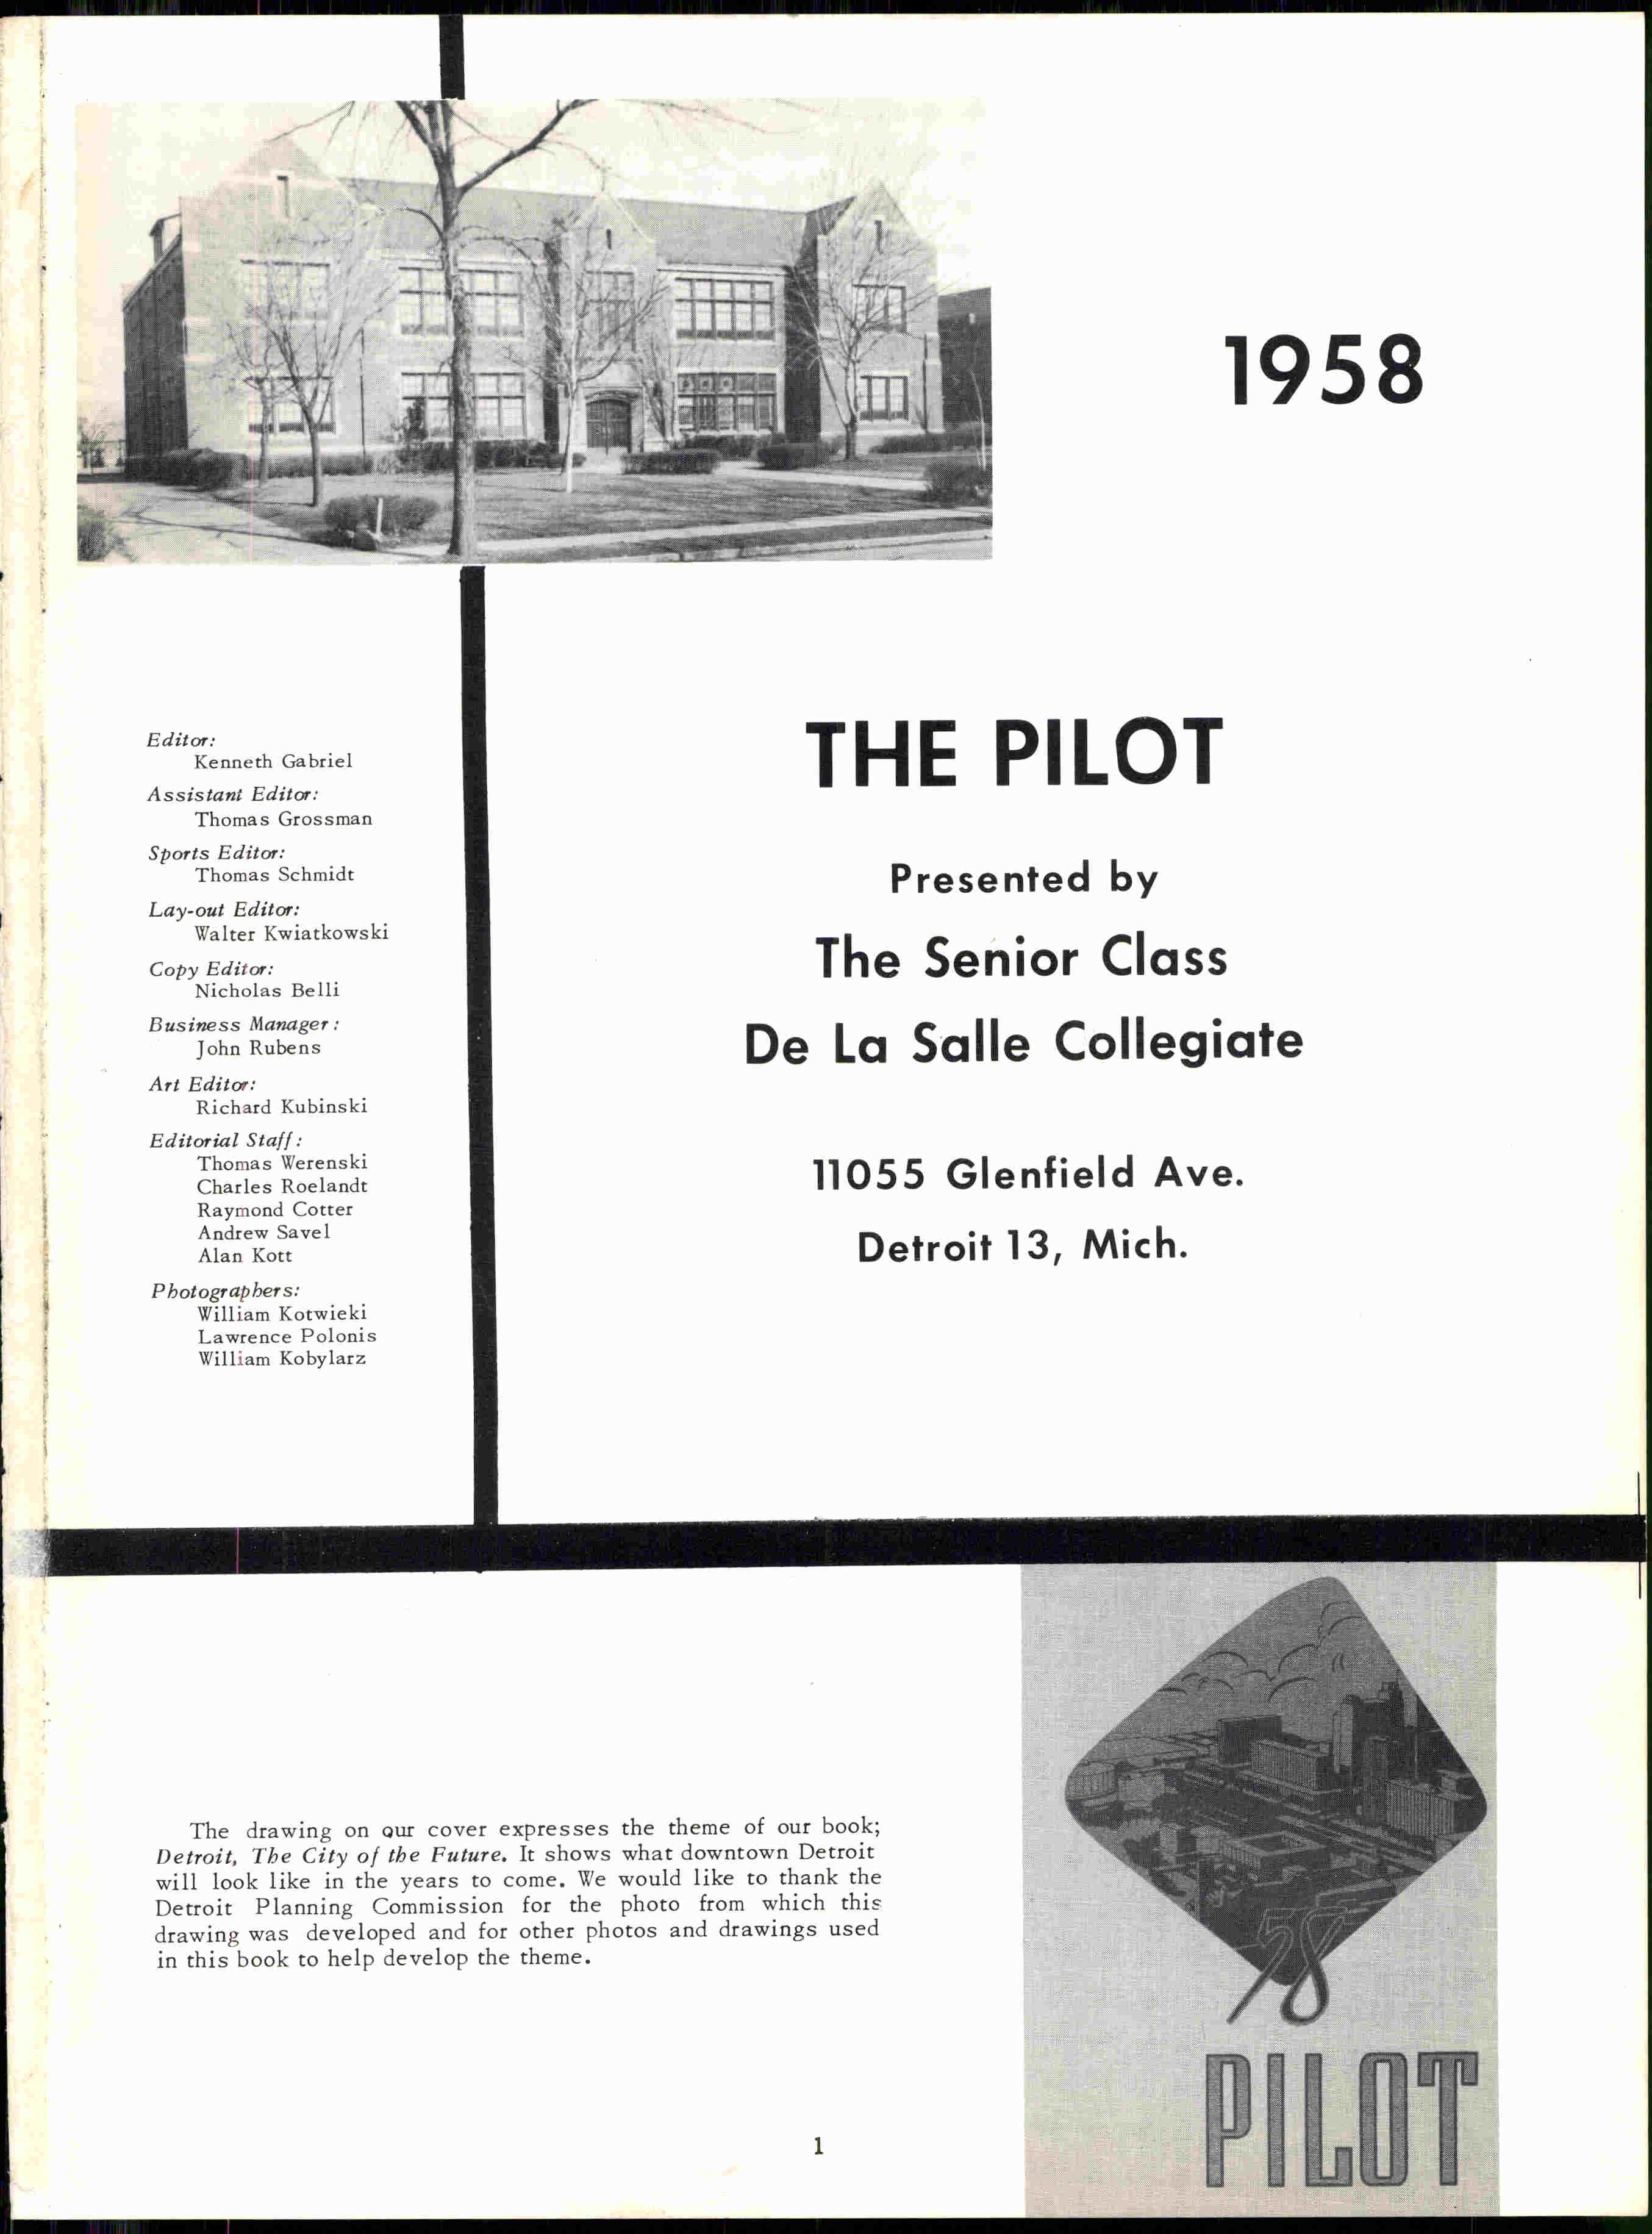 1958
THE PILOT
Presented by
The Senior Class
De La Salle Collegiate
11055 Glenfield Ave.
Detroit 13, Mich.
Editor:
Kenneth Gabriel
Assistant Editor:
Thomas Grossman
Sports Editor:
Thomas Schmidt
Lay-out Editor:
Walter Kwiatkowski
Copy Editor:
Nicholas Belli
Business Manager:
John Rubens
Art Editor:
Richard Kubinski
Editorial Staff:
Thomas Werenski
Charles Roelandt
Raymond Cotter
Andrew Savel
Alan Kott
Photographers:
William Kotwieki
Lawrence Polonis
William Kobylarz
The drawing on our cover expresses the theme of our book;
Detroit, The City of the Future. It shows what downtown Detroit
will look like in the years to come. We would like to thank the
Detroit Planning Commission for the photo from which this
drawing was developed and for other photos and drawings used
in this book to help develop the theme.
58
PILOT
1